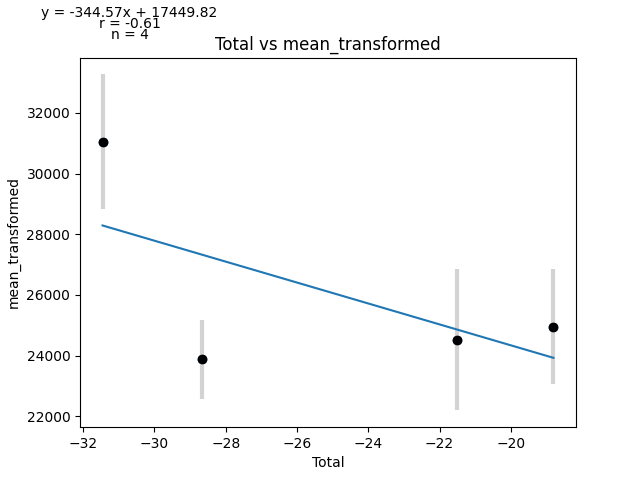 y = -344.57x + 17449.82
r = -0.61
n = 4
Total vs mean_transformed
mean_transformed
32000
30000
28000
26000
24000
22000
−32
−30
−28
−26
−24
−22
−20
Total